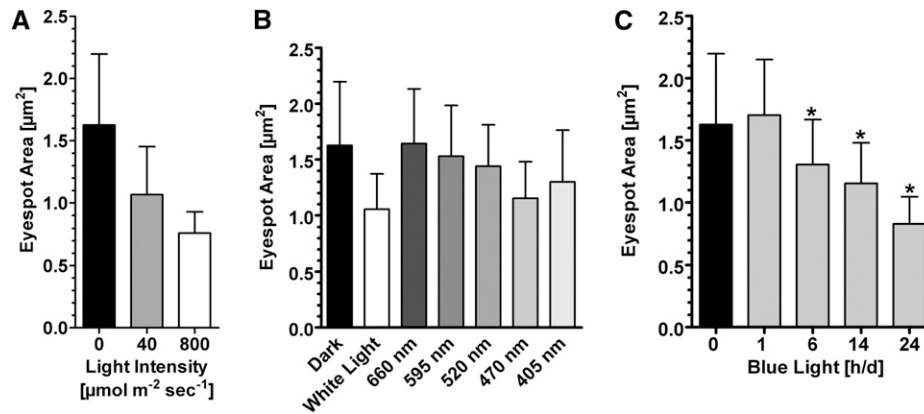 A
Eyespot Area [µm²]
2.5
2.0
1.5
1.0
0.5
0.0
0 40 800
Light Intensity
[µmol m⁻² sec⁻¹]
B
Eyespot Area [µm²]
2.5
2.0
1.5
1.0
0.5
0.0
Dark
White Light
660 nm
595 nm
520 nm
470 nm
405 nm
C
Eyespot Area [µm²]
2.5
2.0
1.5
1.0
0.5
0.0
*
*
*
0 1 6 14 24
Blue Light [h/d]